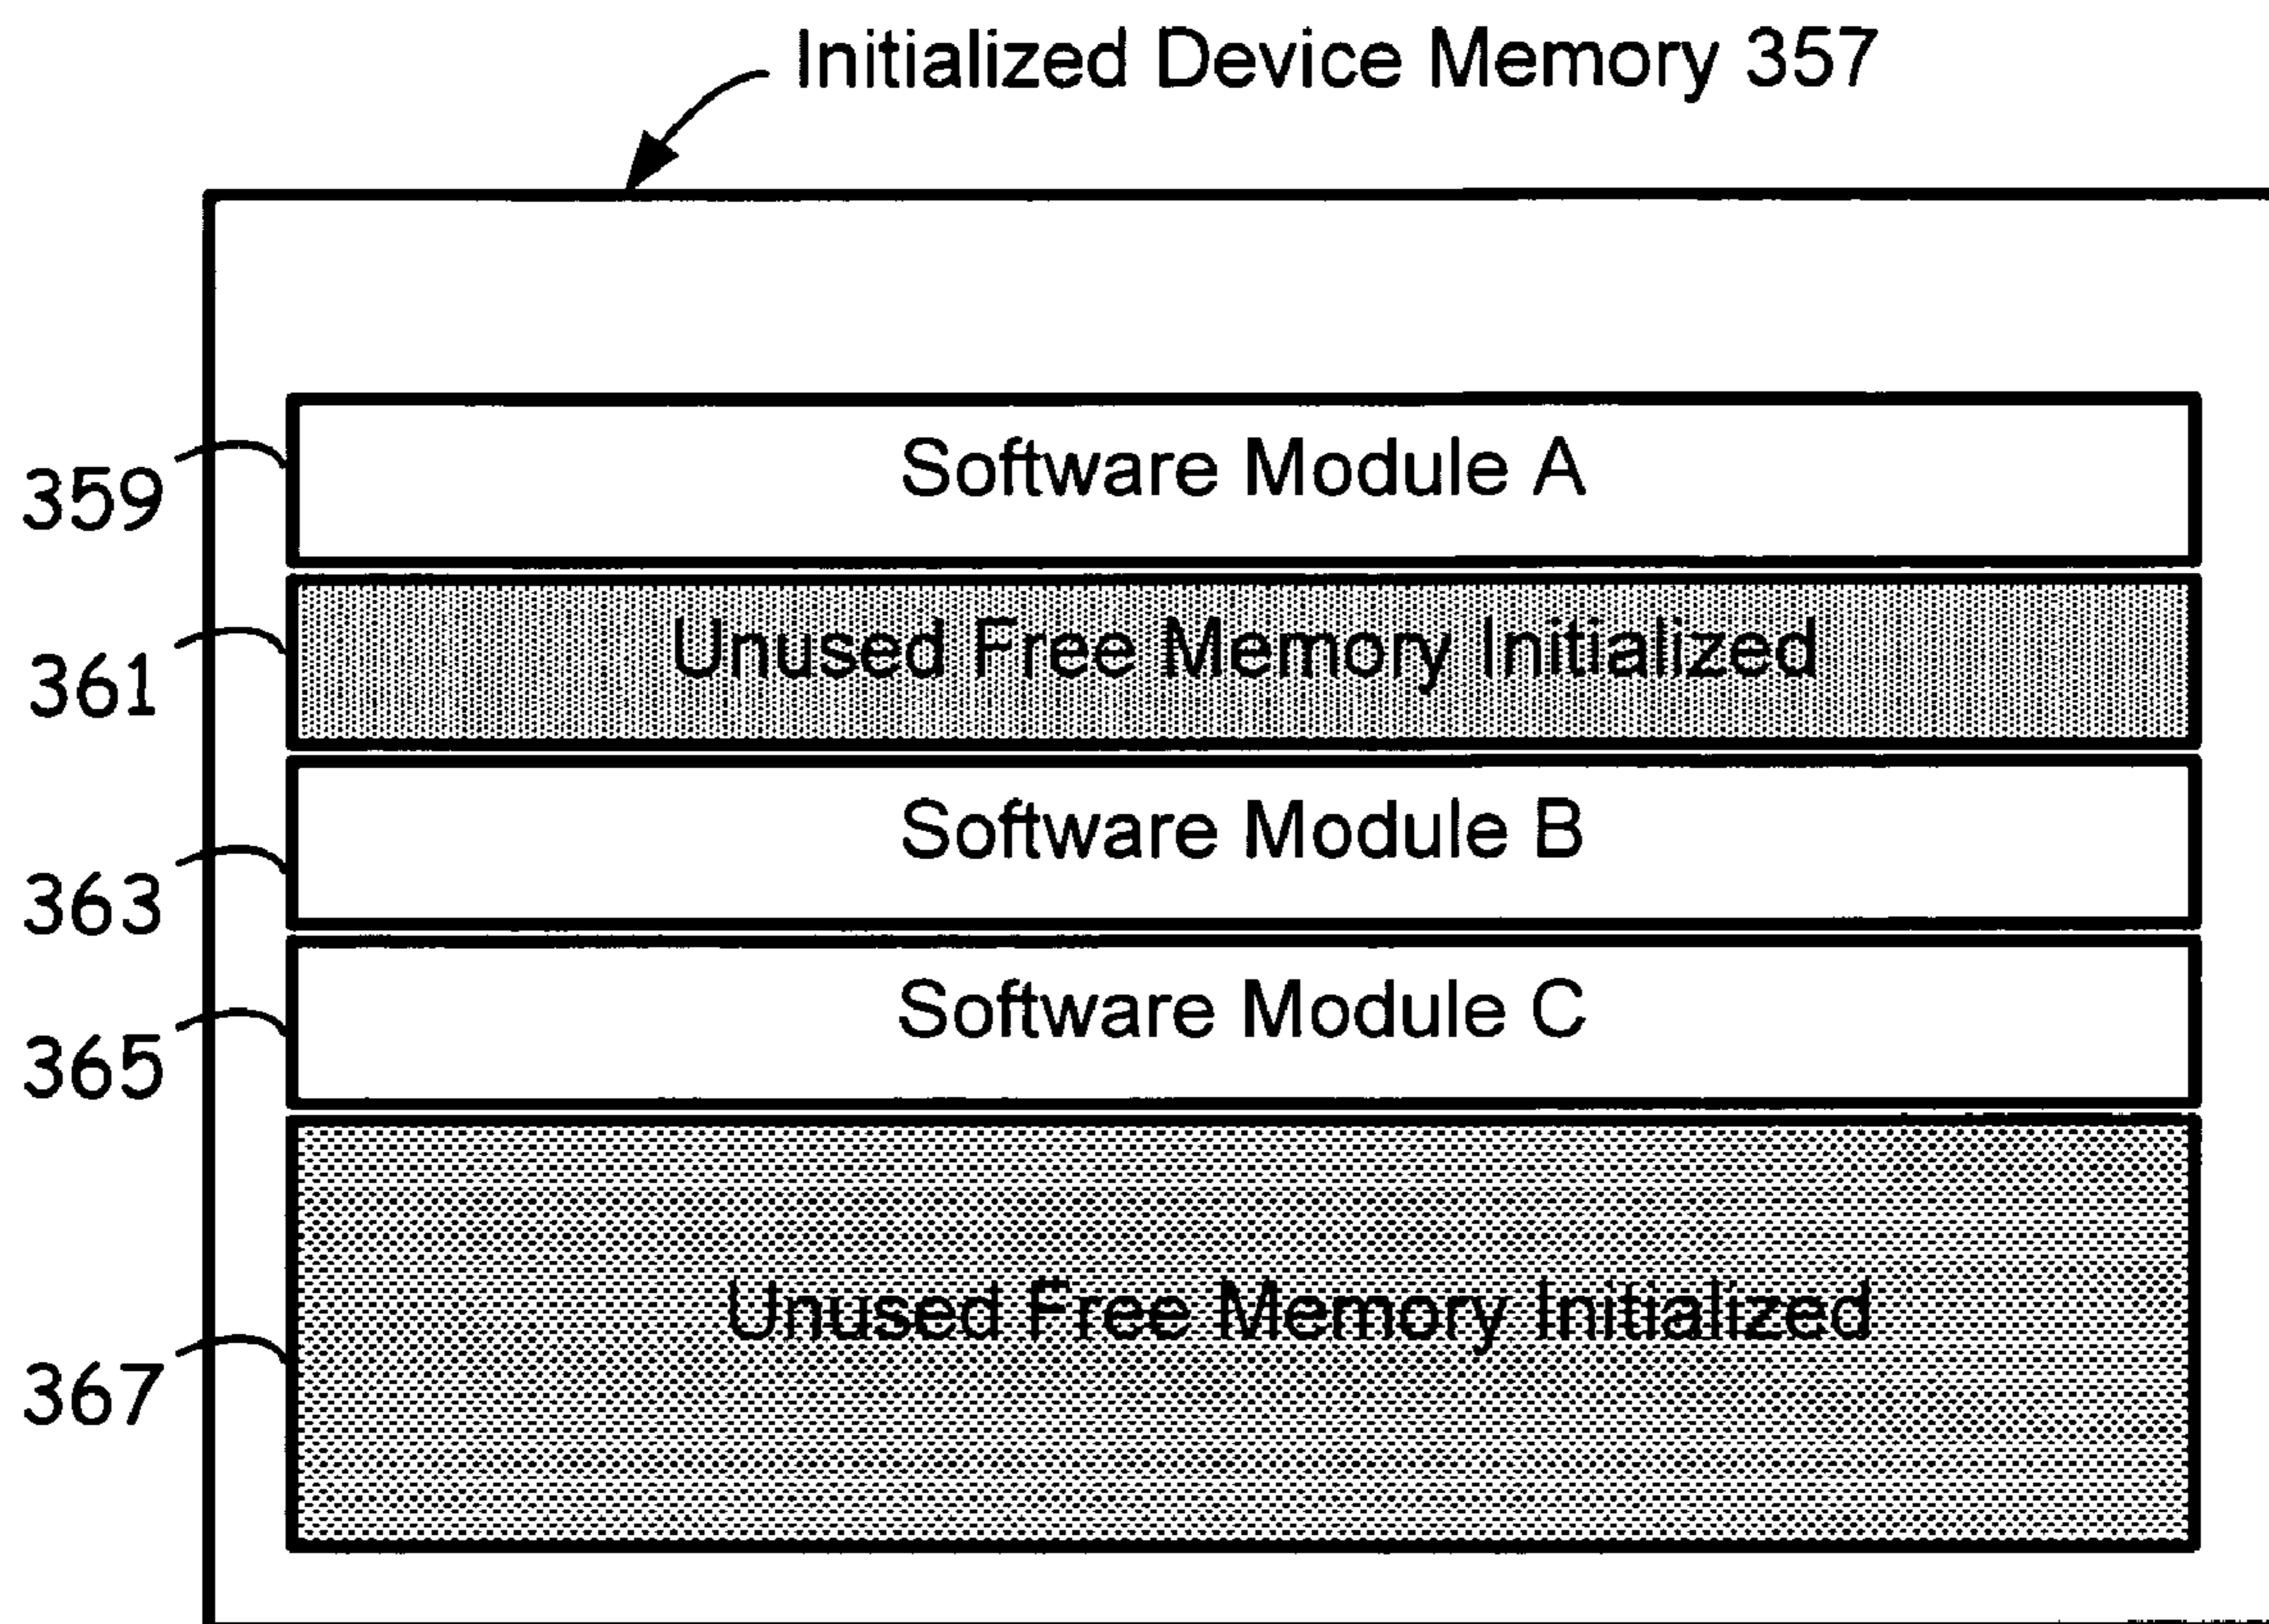 Initialized Device Memory 357
359
Software Module A
361
Unused Free Memory Initialized
363
Software Module B
365
Software Module C
367
Unused Free Memory Initialized